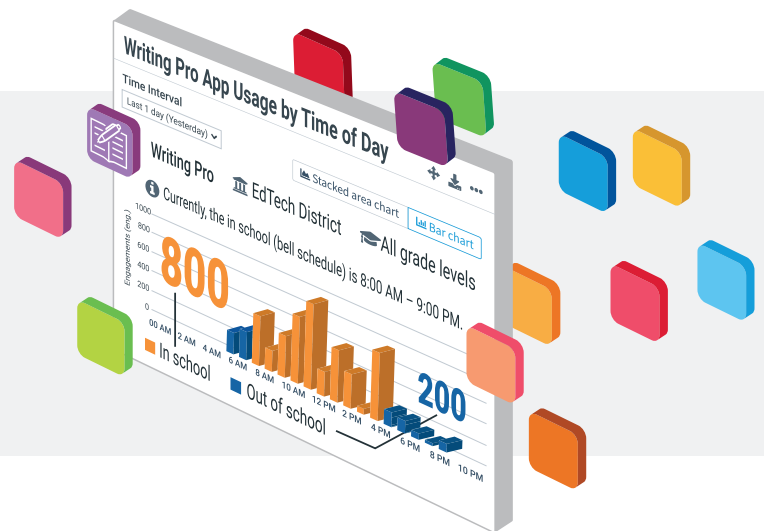 Writing Pro App Usage by Time of Day
Time Interval
Last 1 day (Yesterday)
Writing Pro
EdTech District
All grade levels
Stacked area chart
Bar chart
Currently, the in school (bell schedule) is 8:00 AM – 9:00 PM.
Engagements (eng.)
1000
800
600
400
200
0
800
200
00 AM 2 AM 4 AM 6 AM 8 AM 10 AM 12 PM 2 PM 4 PM 6 PM 8 PM 10 PM
In school
Out of school